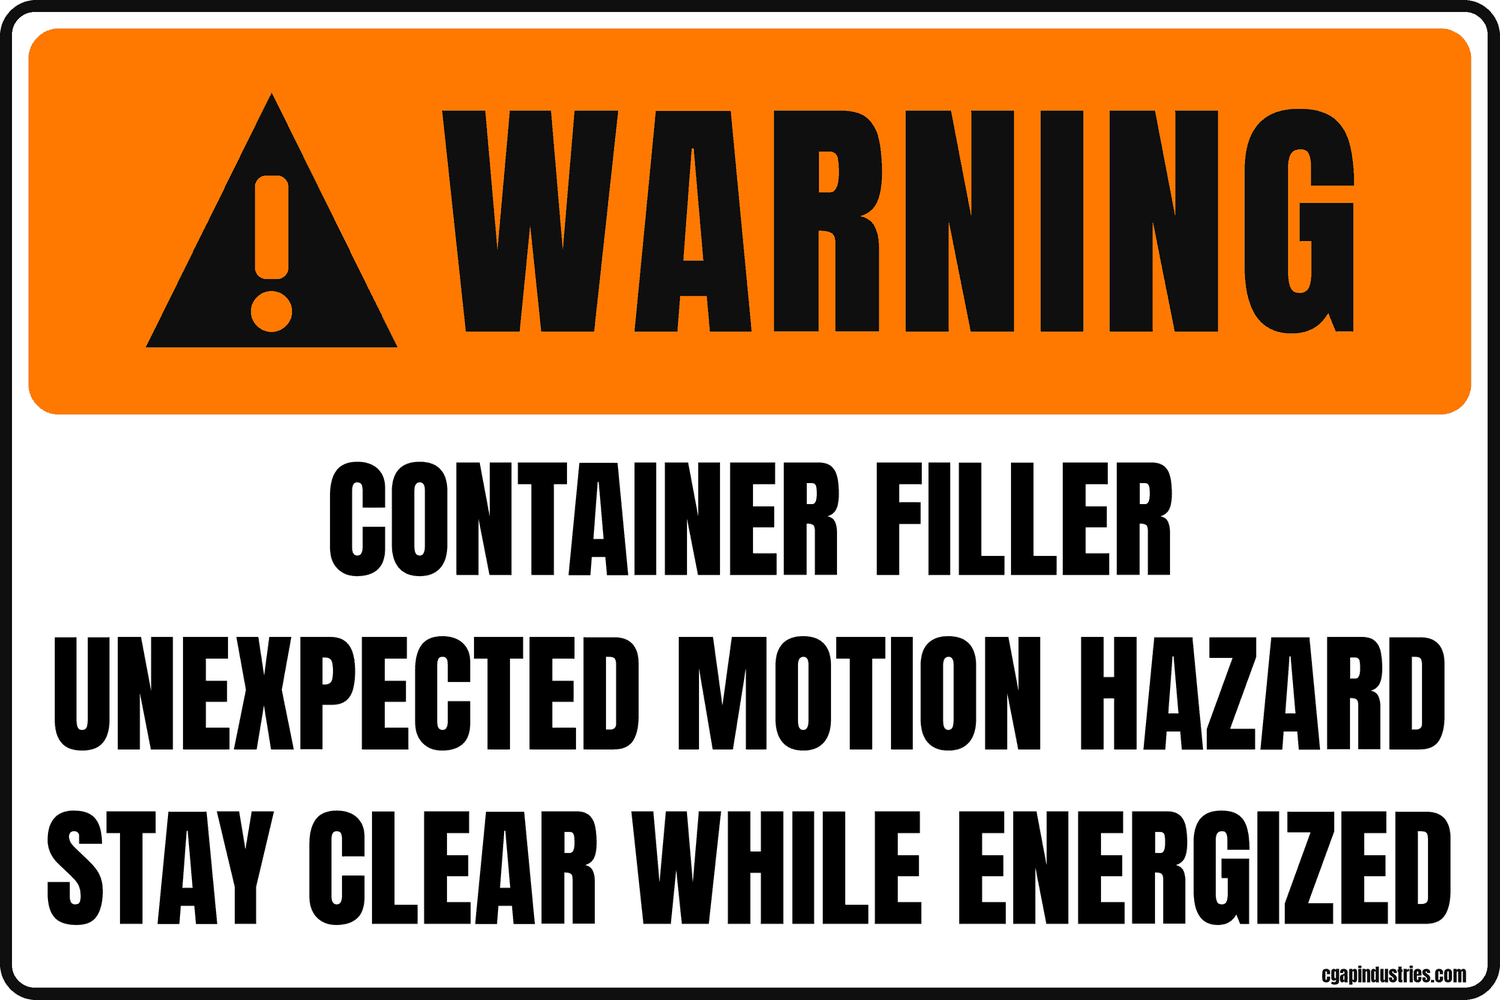 WARNING
CONTAINER FILLER
UNEXPECTED MOTION HAZARD
STAY CLEAR WHILE ENERGIZED
cgapindustries.com